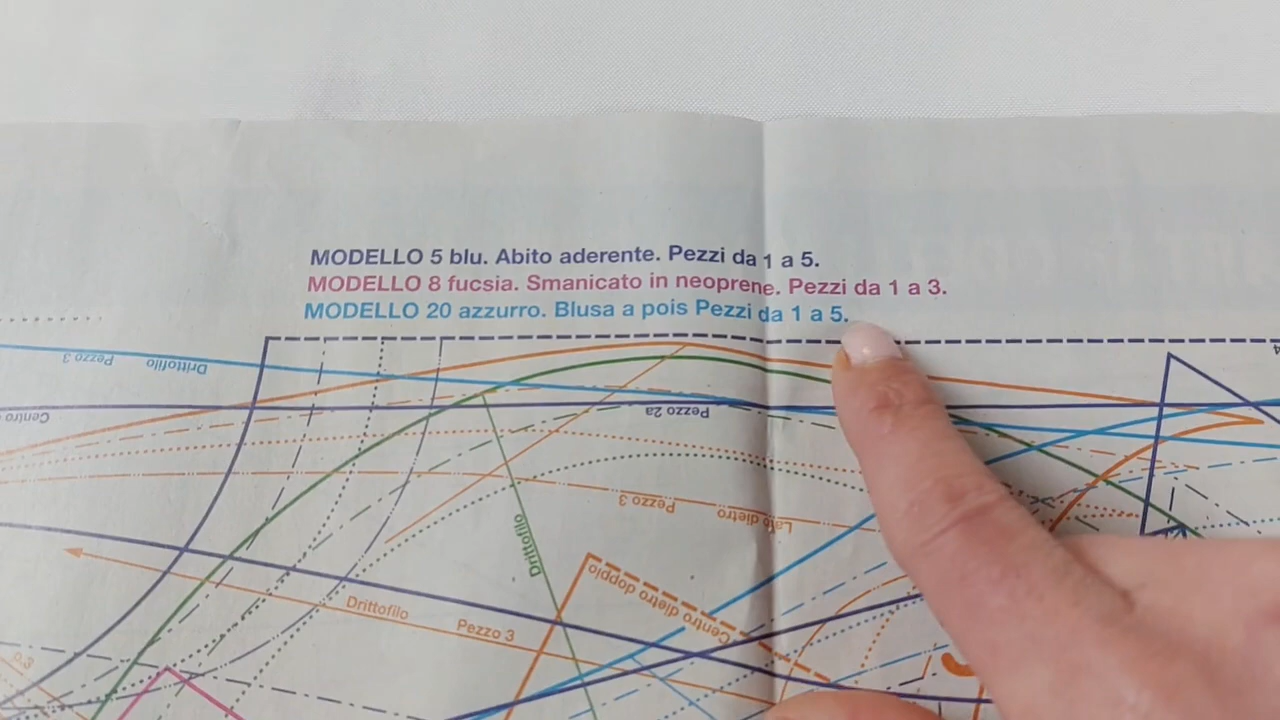 MODELLO 5 blu. Abito aderente. Pezzi da 1 a 5.
MODELLO 8 fucsia. Smanicato in neoprene. Pezzi da 1 a 3.
MODELLO 20 azzurro. Blusa a pois Pezzi da 1 a 5.
4
Drittofilo Pezzo 3
Centro
Pezzo 2a
Lato dietro Pezzo 3
Drittofilo
Centro dietro doppio
Drittofilo Pezzo 3